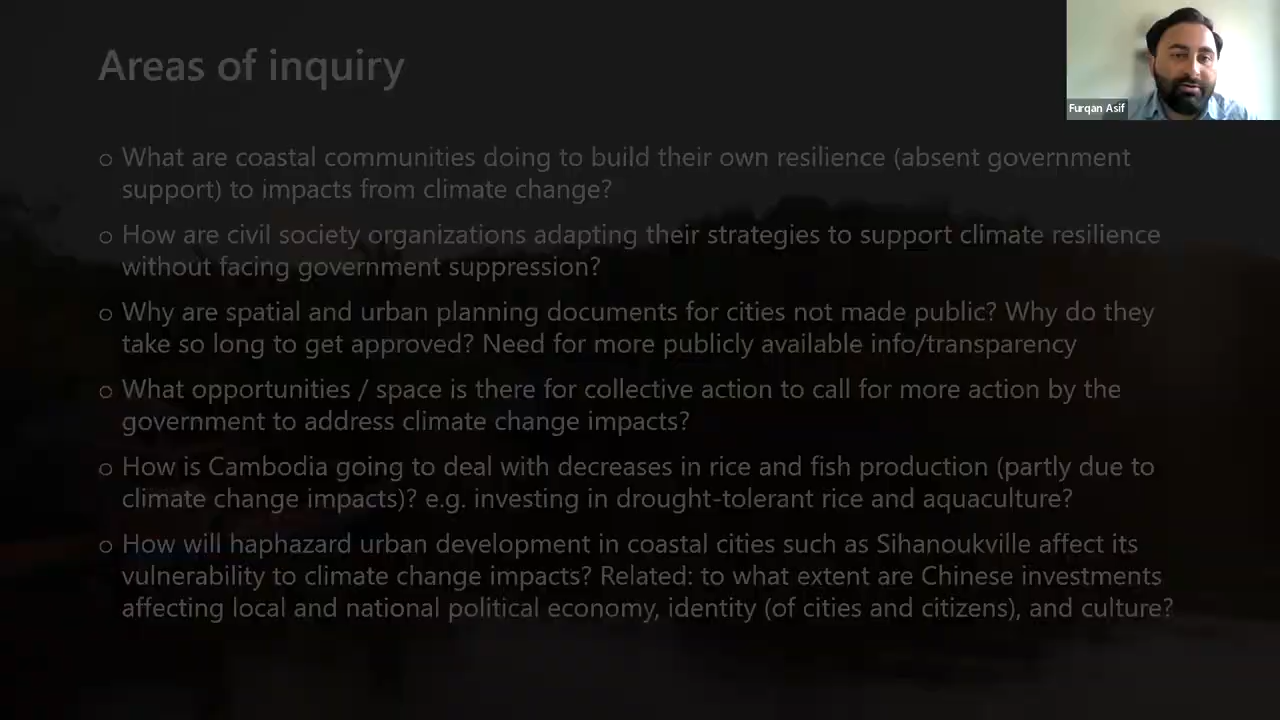 Areas of inquiry
Furqan Asif
o What are coastal communities doing to build their own resilience (absent government
support) to impacts from climate change?
o How are civil society organizations adapting their strategies to support climate resilience
without facing government suppression?
o Why are spatial and urban planning documents for cities not made public? Why do they
take so long to get approved? Need for more publicly available info/transparency
o What opportunities / space is there for collective action to call for more action by the
government to address climate change impacts?
o How is Cambodia going to deal with decreases in rice and fish production (partly due to
climate change impacts)? e.g. investing in drought-tolerant rice and aquaculture?
o How will haphazard urban development in coastal cities such as Sihanoukville affect its
vulnerability to climate change impacts? Related: to what extent are Chinese investments
affecting local and national political economy, identity (of cities and citizens), and culture?